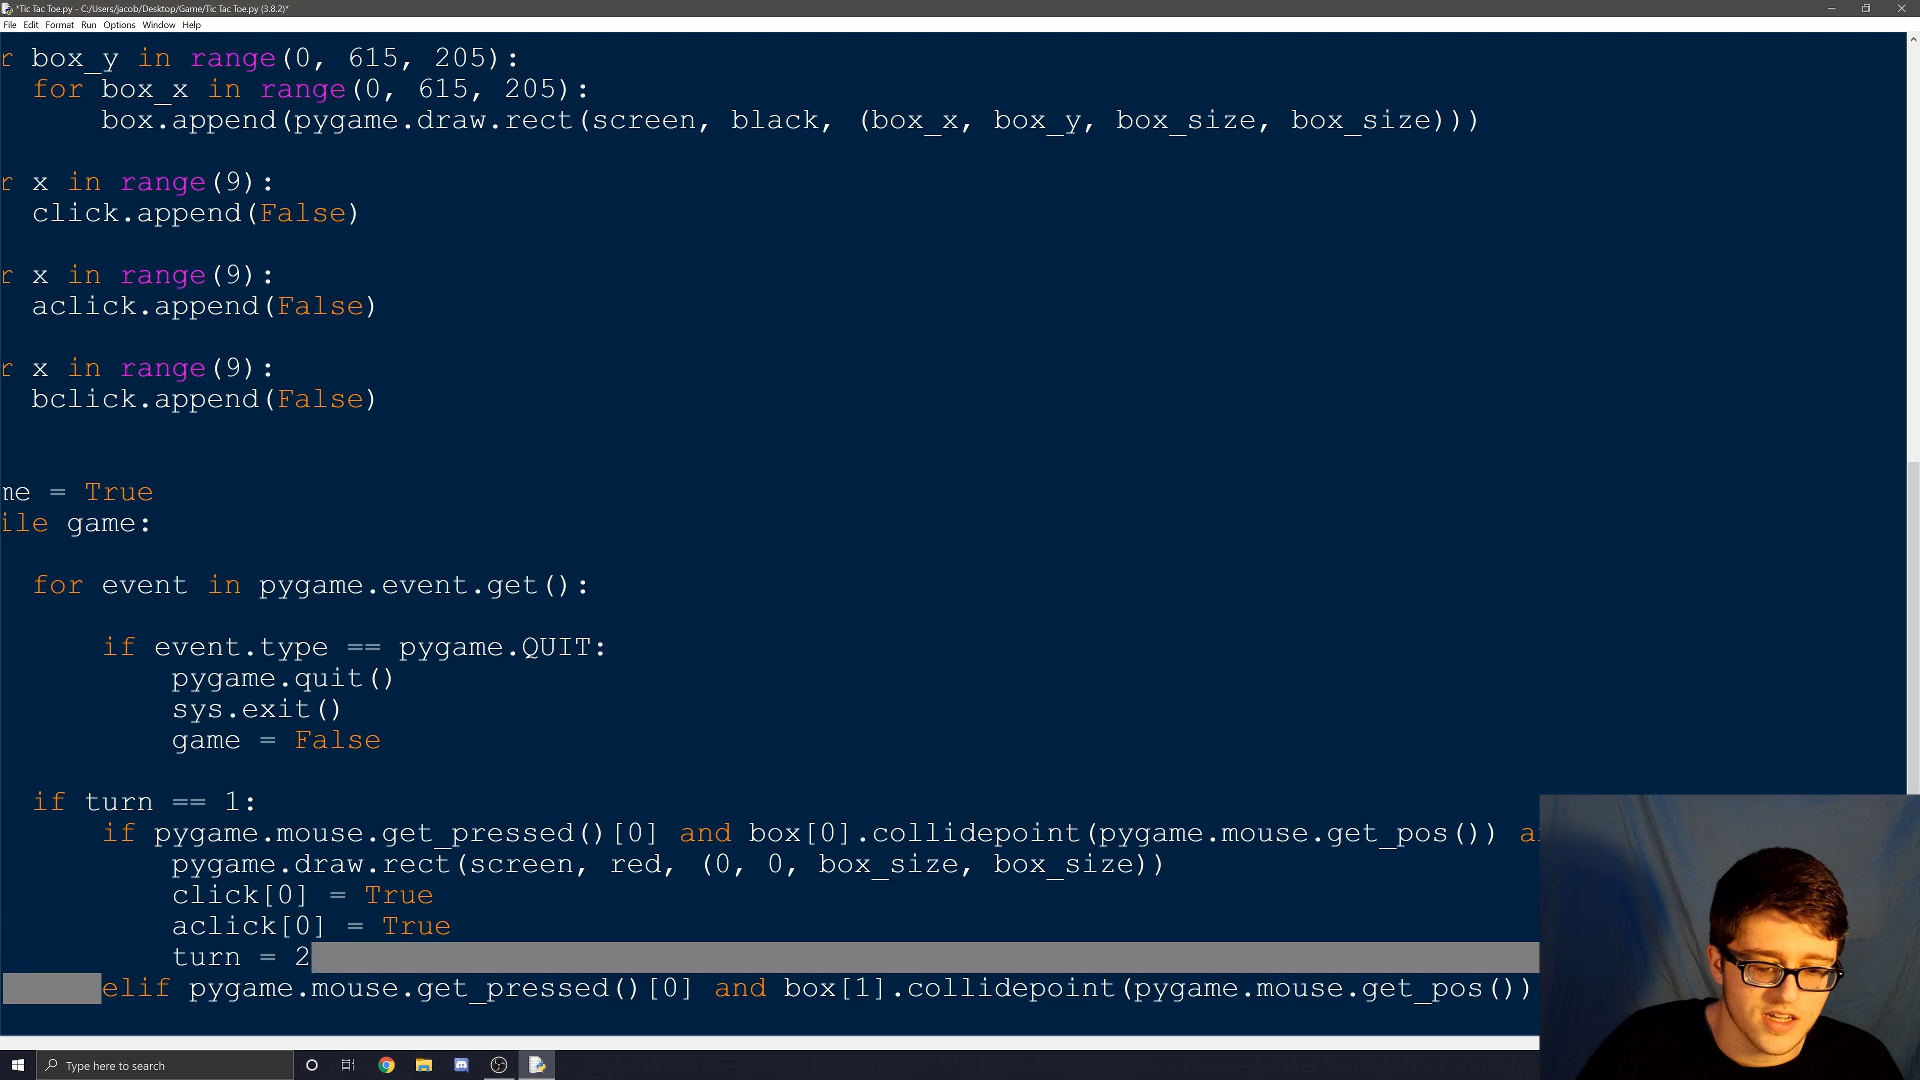 *Tic Tac Toe.py - C:/Users/jacob/Desktop/Game/Tic Tac Toe.py (3.8.2)*
File Edit Format Run Options Window Help
r box_y in range(0, 615, 205):
for box_x in range(0, 615, 205):
box.append(pygame.draw.rect(screen, black, (box_x, box_y, box_size, box_size)))
r x in range(9):
click.append(False)
r x in range(9):
aclick.append(False)
r x in range(9):
bclick.append(False)
me = True
ile game:
for event in pygame.event.get():
if event.type == pygame.QUIT:
pygame.quit()
sys.exit()
game = False
if turn == 1:
if pygame.mouse.get_pressed()[0] and box[0].collidepoint(pygame.mouse.get_pos()) a
pygame.draw.rect(screen, red, (0, 0, box_size, box_size))
click[0] = True
aclick[0] = True
turn = 2
elif pygame.mouse.get_pressed()[0] and box[1].collidepoint(pygame.mouse.get_pos())
Type here to search